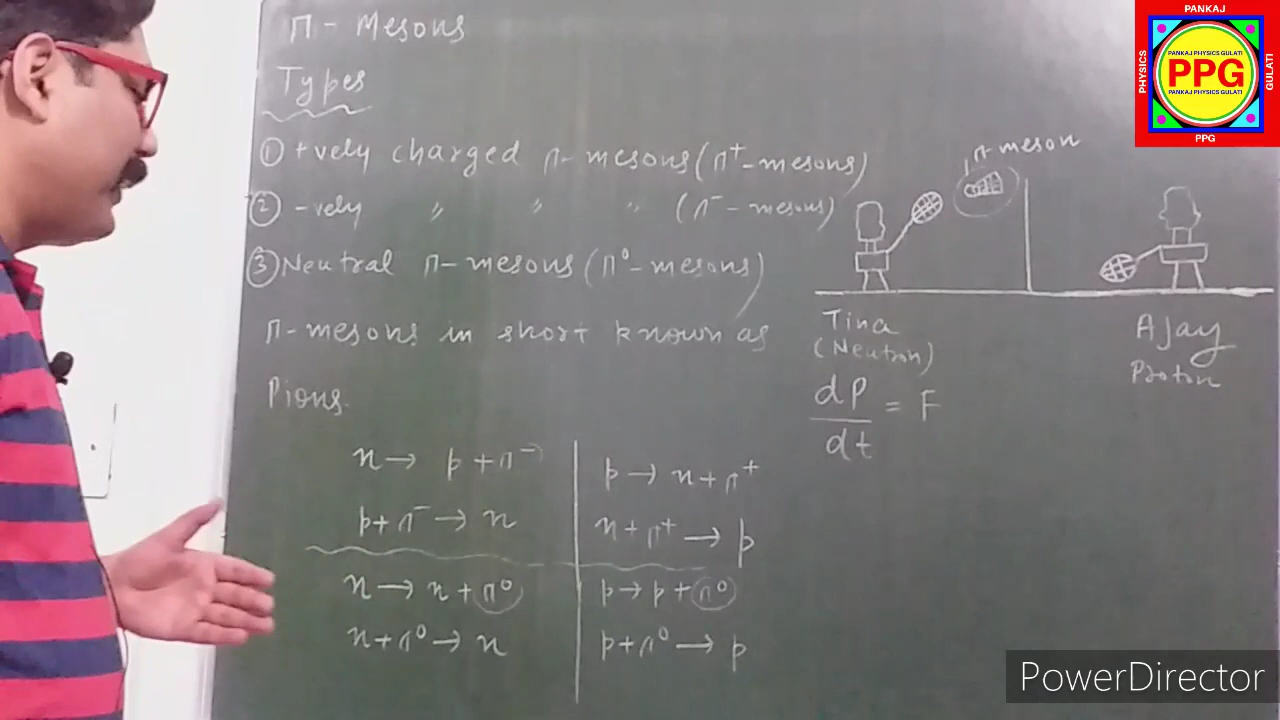 π - Mesons
Types
① +vely charged π-mesons (π⁺-mesons)
② -vely " " " (π⁻-mesons)
③ Neutral π-mesons (π⁰-mesons)
π-mesons in short known as
Pions.
n → p + π⁻
p + π⁻ → n
n → n + π⁰
n + π⁰ → n
p → n + π⁺
n + π⁺ → p
p → p + π⁰
p + π⁰ → p
π-meson
Tina
(Neutron)
Ajay
Proton
dP/dt = F
PANKAJ
PHYSICS
GULATI
PPG
PANKAJ PHYSICS GULATI
PPG
PANKAJ PHYSICS GULATI
PowerDirector